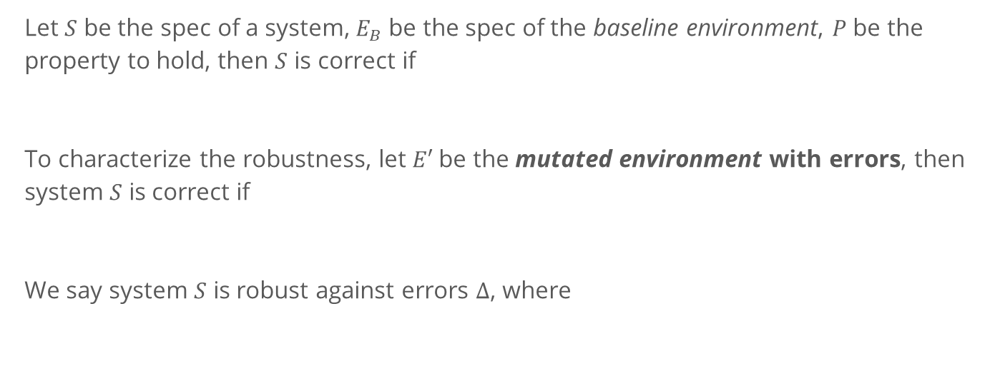 Let S be the spec of a system, E_B be the spec of the baseline environment, P be the
property to hold, then S is correct if
To characterize the robustness, let E′ be the mutated environment with errors, then
system S is correct if
We say system S is robust against errors Δ, where